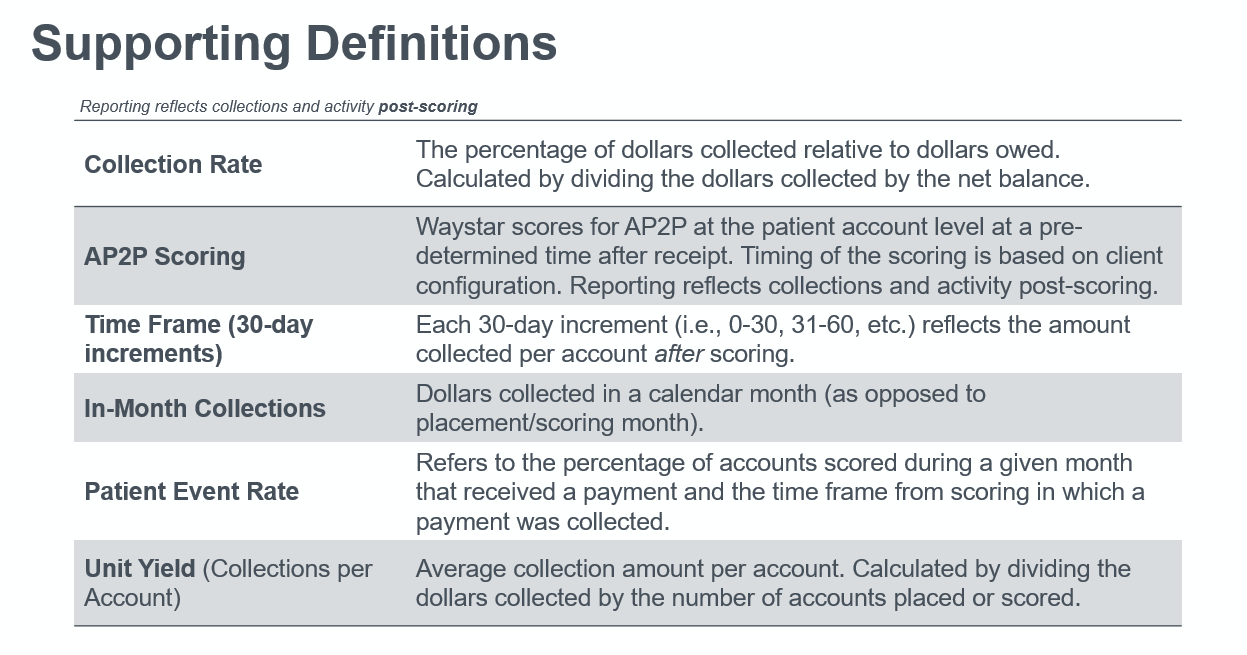 Supporting Definitions
Reporting reflects collections and activity post-scoring
Collection Rate
The percentage of dollars collected relative to dollars owed.
Calculated by dividing the dollars collected by the net balance.
AP2P Scoring
Waystar scores for AP2P at the patient account level at a pre-
determined time after receipt. Timing of the scoring is based on client
configuration. Reporting reflects collections and activity post-scoring.
Time Frame (30-day
increments)
Each 30-day increment (i.e., 0-30, 31-60, etc.) reflects the amount
collected per account after scoring.
In-Month Collections
Dollars collected in a calendar month (as opposed to
placement/scoring month).
Patient Event Rate
Refers to the percentage of accounts scored during a given month
that received a payment and the time frame from scoring in which a
payment was collected.
Unit Yield (Collections per
Account)
Average collection amount per account. Calculated by dividing the
dollars collected by the number of accounts placed or scored.